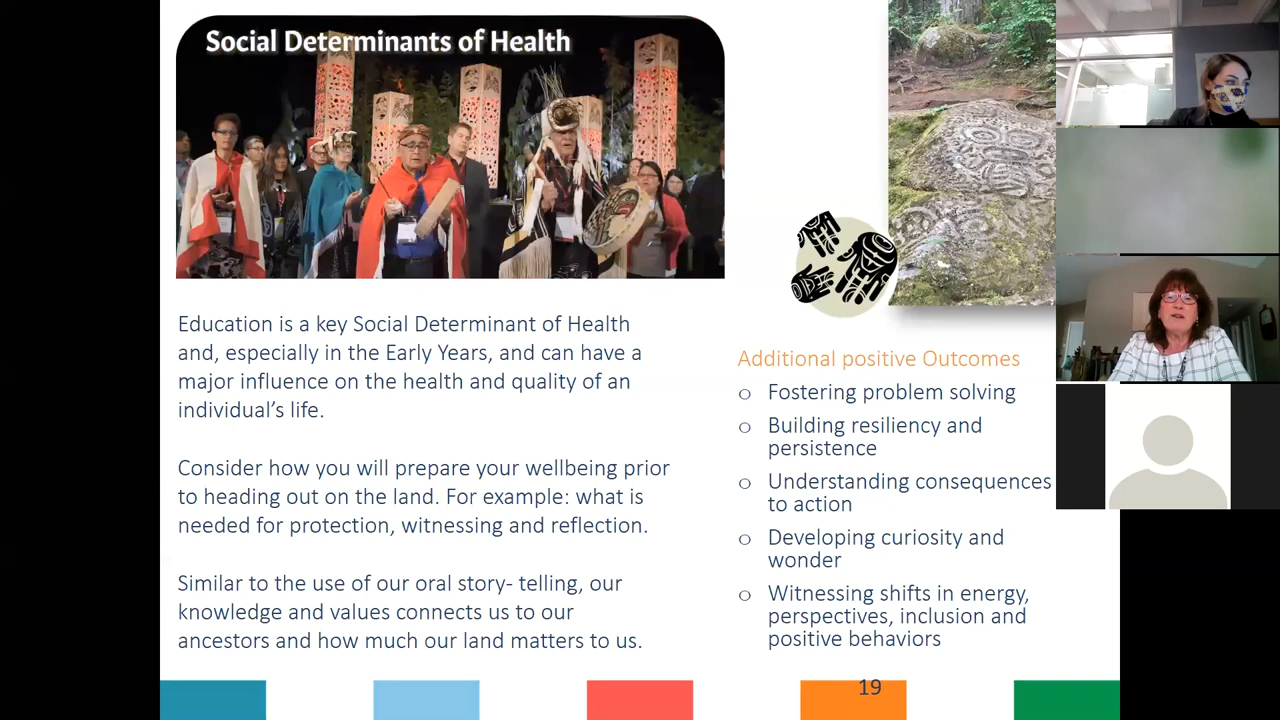 Social Determinants of Health
Education is a key Social Determinant of Health
and, especially in the Early Years, and can have a
major influence on the health and quality of an
individual's life.
Consider how you will prepare your wellbeing prior
to heading out on the land. For example: what is
needed for protection, witnessing and reflection.
Similar to the use of our oral story- telling, our
knowledge and values connects us to our
ancestors and how much our land matters to us.
Additional positive Outcomes
o Fostering problem solving
o Building resiliency and
persistence
o Understanding consequences
to action
o Developing curiosity and
wonder
o Witnessing shifts in energy,
perspectives, inclusion and
positive behaviors
19